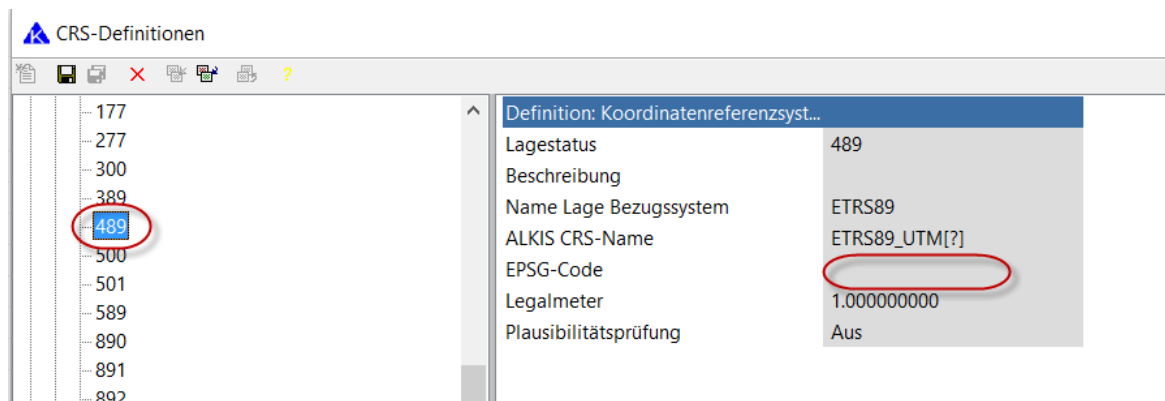 CRS-Definitionen
?
177
277
300
389
489
500
501
589
890
891
892
Definition: Koordinatenreferenzsyst...
Lagestatus 489
Beschreibung
Name Lage Bezugssystem ETRS89
ALKIS CRS-Name ETRS89_UTM[?]
EPSG-Code
Legalmeter 1.000000000
Plausibilitätsprüfung Aus